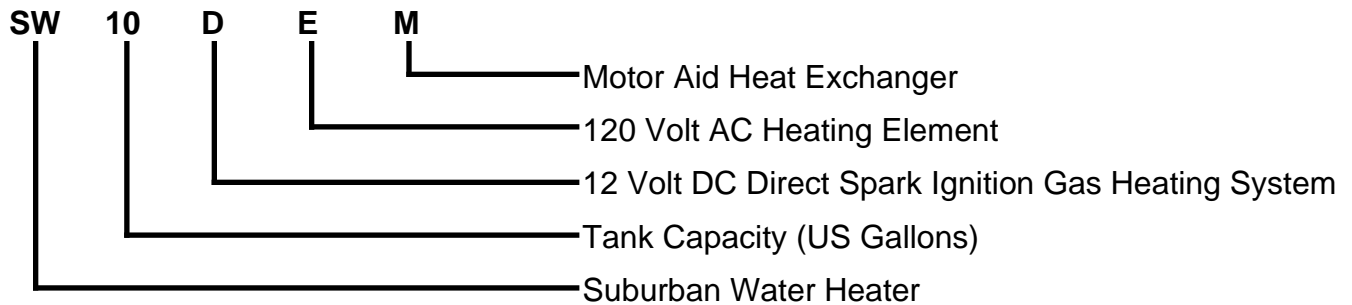 SW 10 D E M
Motor Aid Heat Exchanger
120 Volt AC Heating Element
12 Volt DC Direct Spark Ignition Gas Heating System
Tank Capacity (US Gallons)
Suburban Water Heater